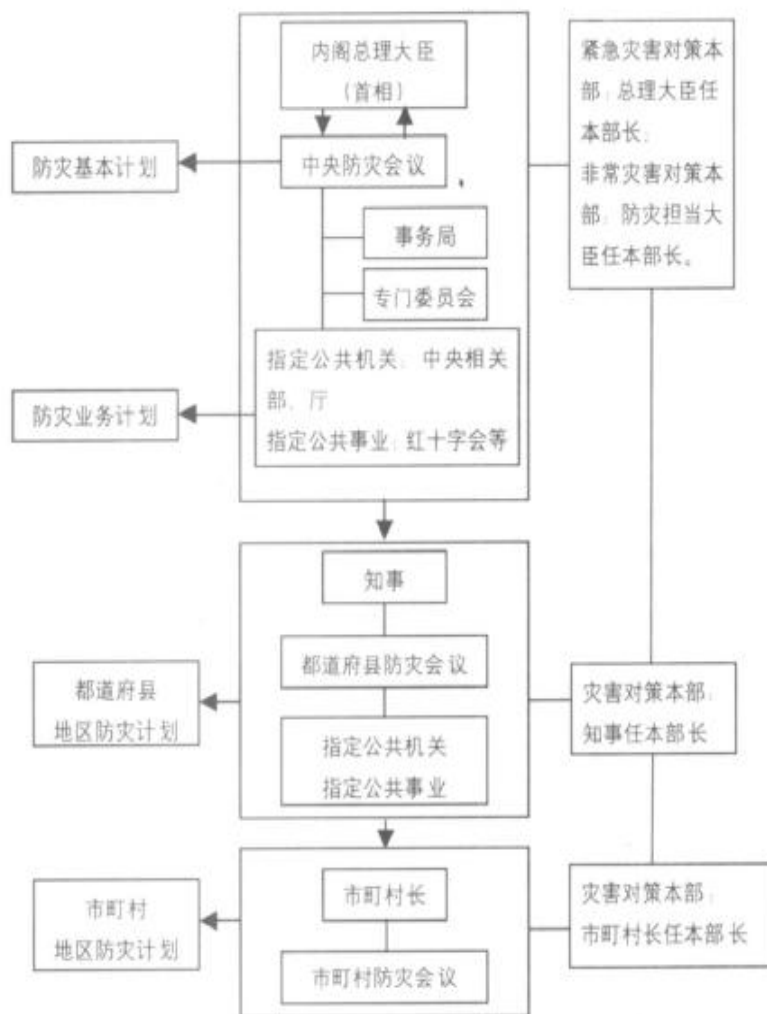 内阁总理大臣
(首相)
紧急灾害对策本
部:总理大臣任
本部长;
非常灾害对策本
部:防灾担当大
臣任本部长。
防灾基本计划
中央防灾会议
事务局
专门委员会
指定公共机关:中央相关
部、厅
指定公共事业:红十字会等
防灾业务计划
知事
都道府县防灾会议
都道府县
地区防灾计划
灾害对策本部:
知事任本部长
指定公共机关
指定公共事业
市町村长
市町村
地区防灾计划
灾害对策本部:
市町村长任本部长
市町村防灾会议